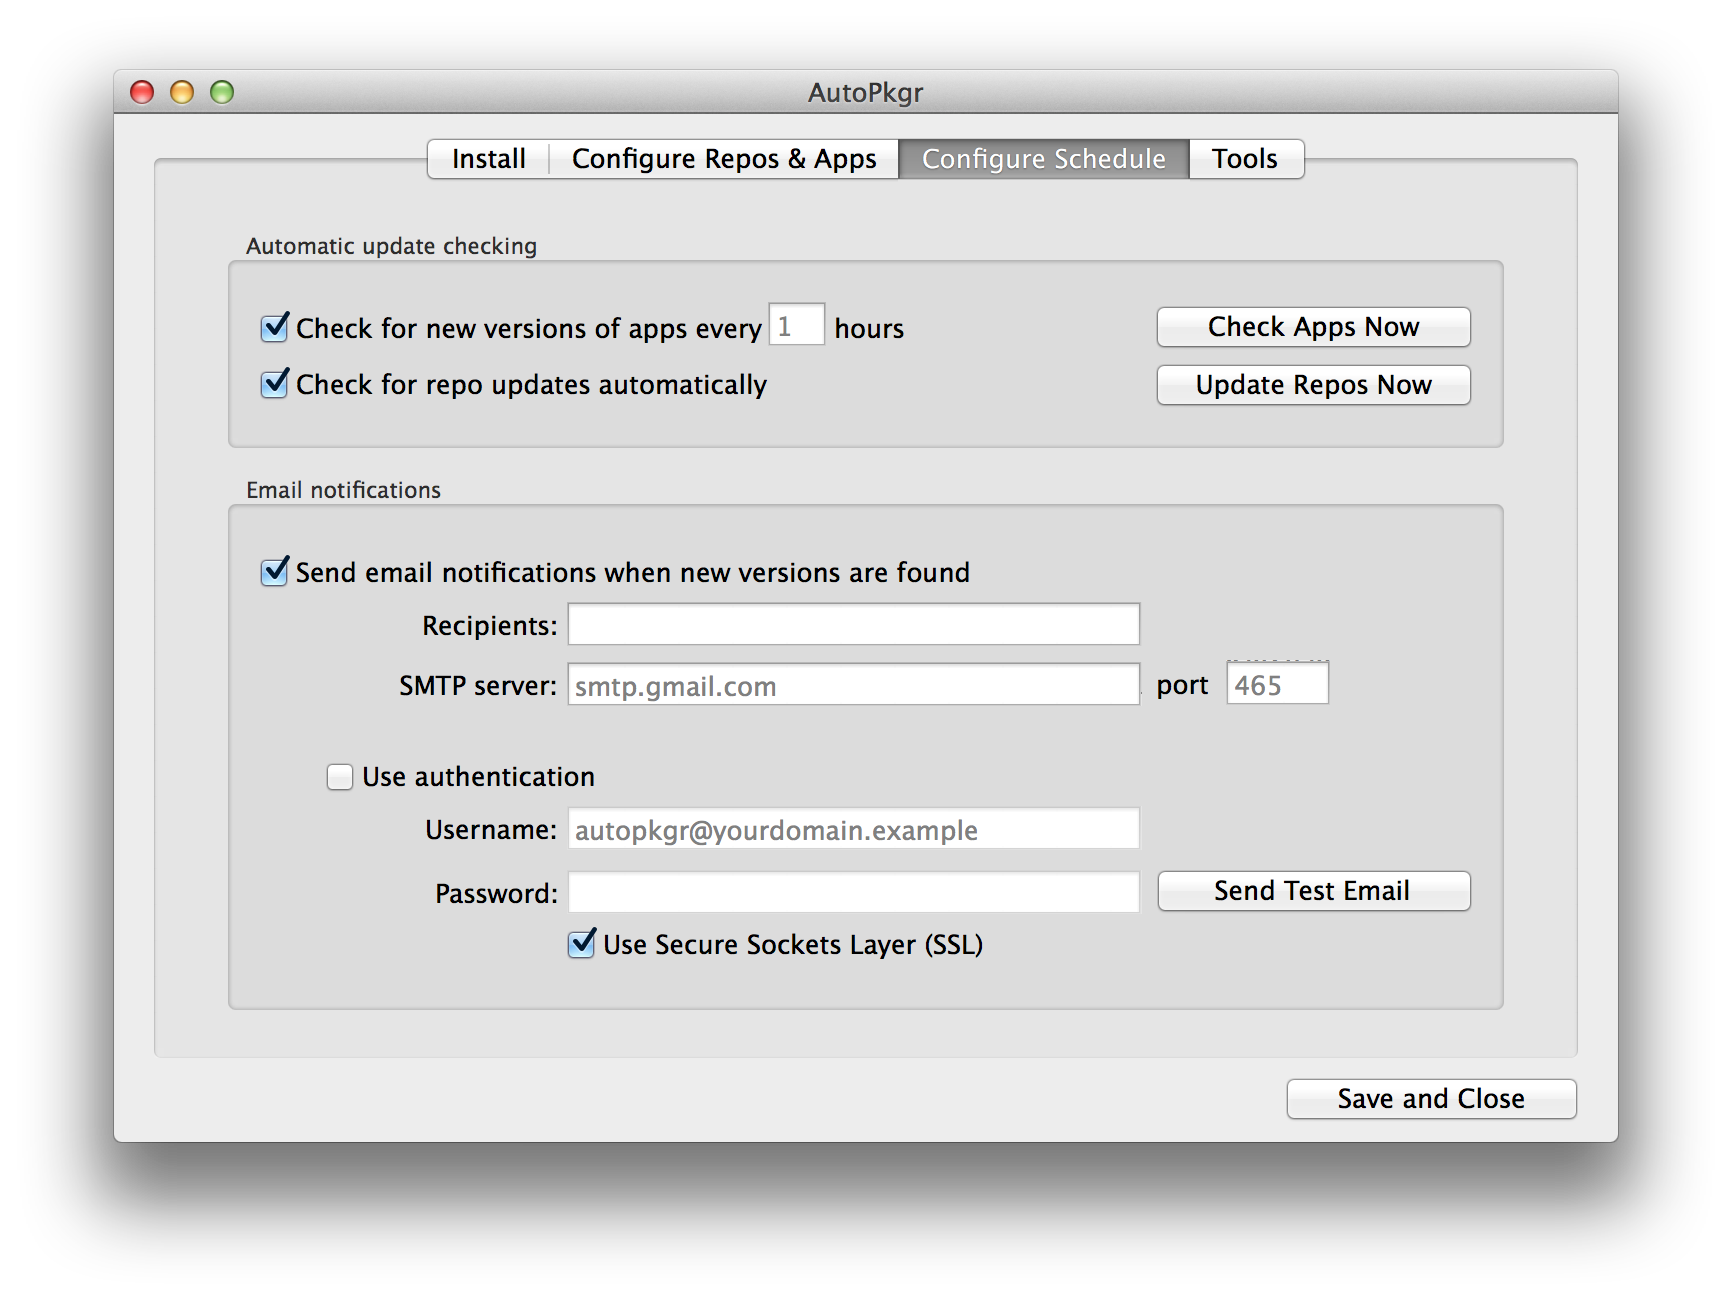 AutoPkgr
Install Configure Repos & Apps Configure Schedule Tools
Automatic update checking
Check for new versions of apps every 1 hours Check Apps Now
Check for repo updates automatically Update Repos Now
Email notifications
Send email notifications when new versions are found
Recipients:
SMTP server: smtp.gmail.com port 465
Use authentication
Username: autopkgr@yourdomain.example
Password: Send Test Email
Use Secure Sockets Layer (SSL)
Save and Close